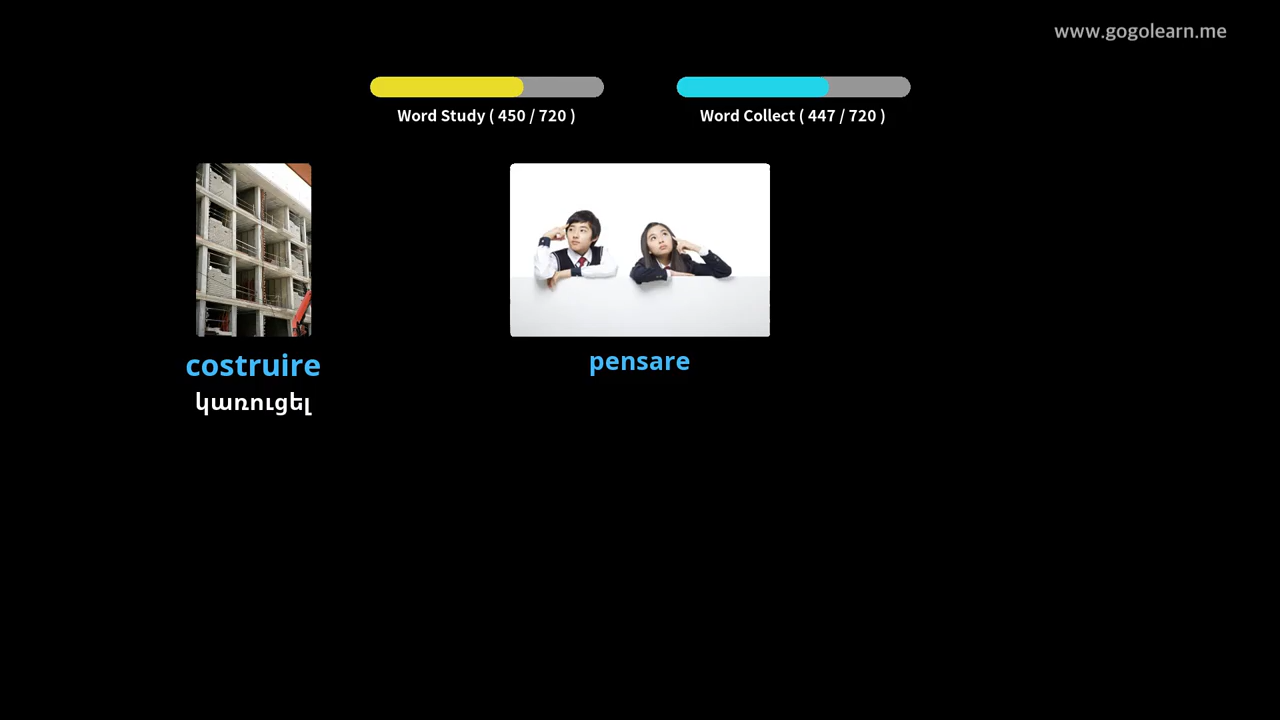 www.gogolearn.me
Word Study ( 450 / 720 )
Word Collect ( 447 / 720 )
costruire
կառուցել
pensare